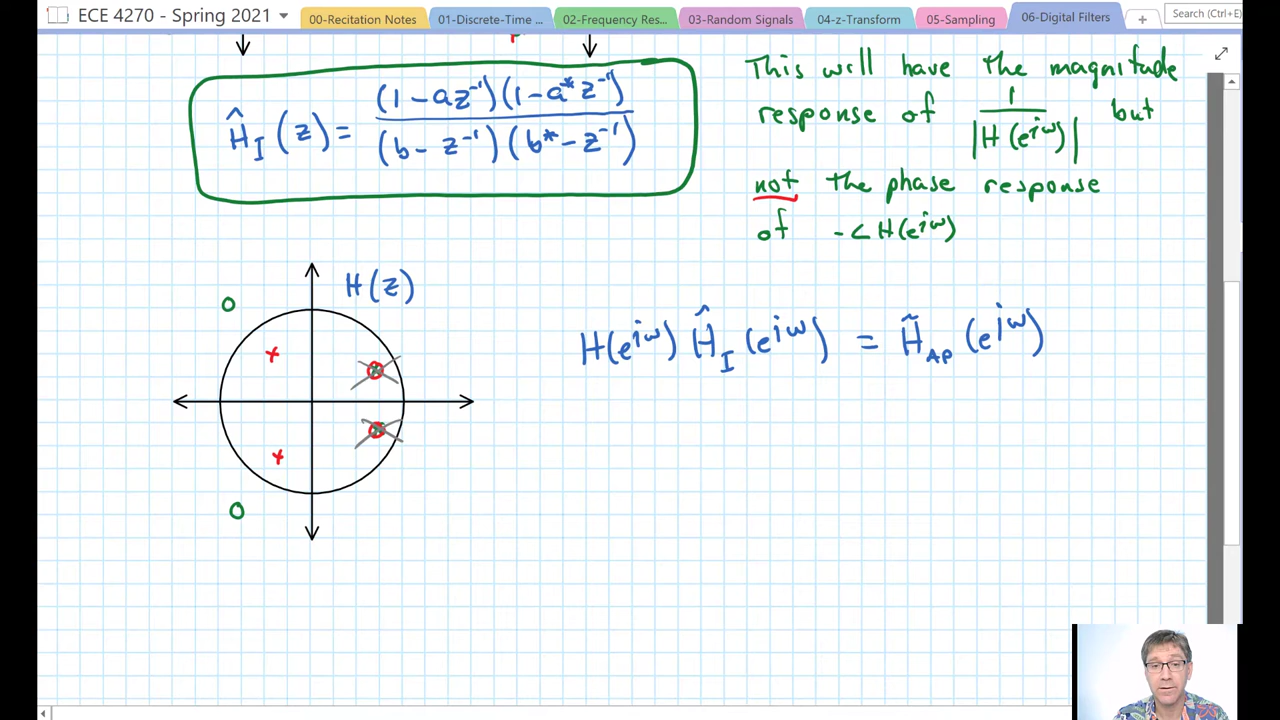 ECE 4270 - Spring 2021
00-Recitation Notes
01-Discrete-Time ...
02-Frequency Res...
03-Random Signals
04-z-Transform
05-Sampling
06-Digital Filters
Search (Ctrl+E)
Ĥ_I (z) = (1 - az⁻¹)(1 - a*z⁻¹) / (b - z⁻¹)(b* - z⁻¹)
This will have the magnitude
response of 1 / |H(e^{jω})| but
not the phase response
of -∠H(e^{jω})
H(z)
H(e^{jω}) Ĥ_I (e^{jω}) = H̃_AP (e^{jω})